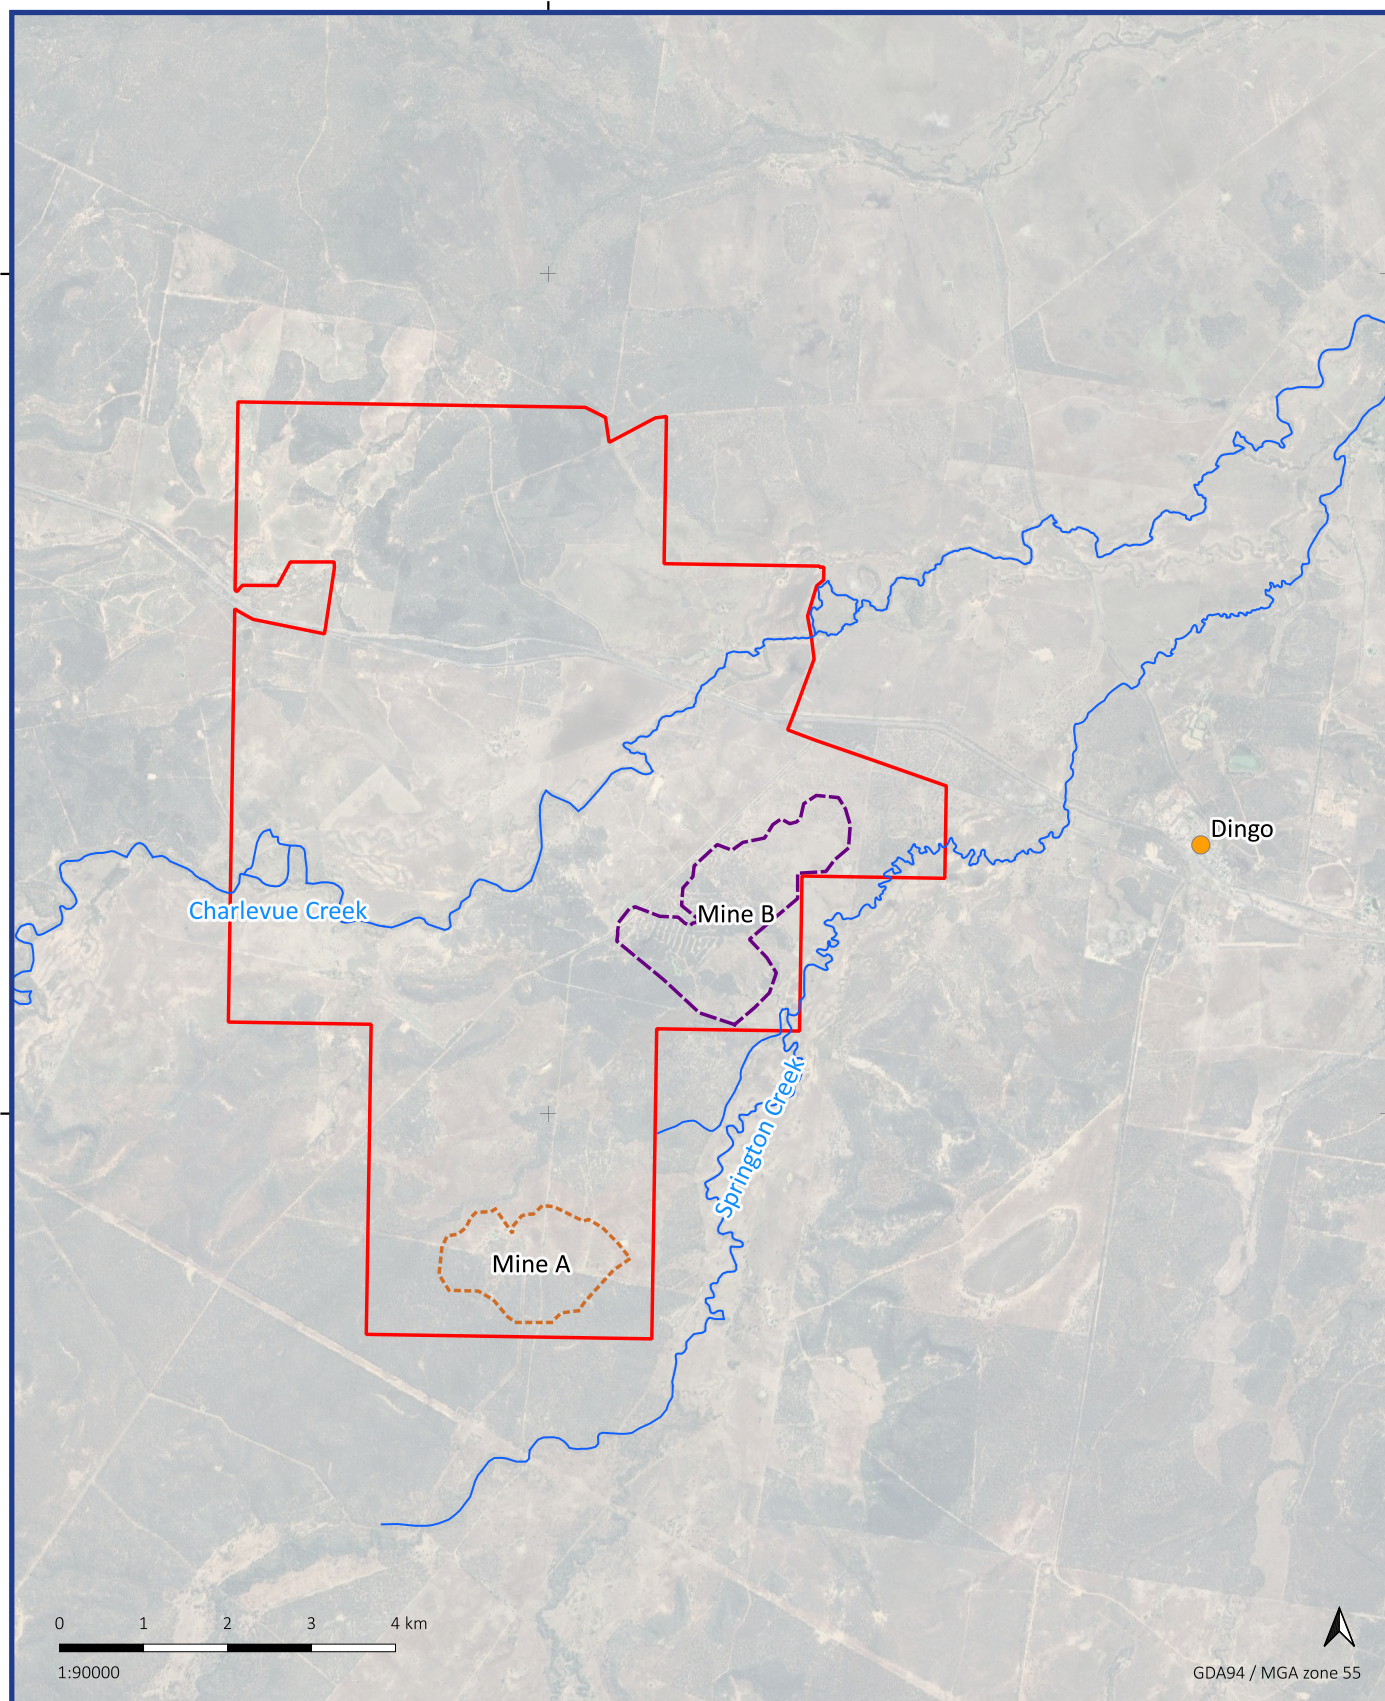 Dingo
Charlevue Creek
Mine B
Springton Creek
Mine A
0 1 2 3 4 km
1:90000
GDA94 / MGA zone 55